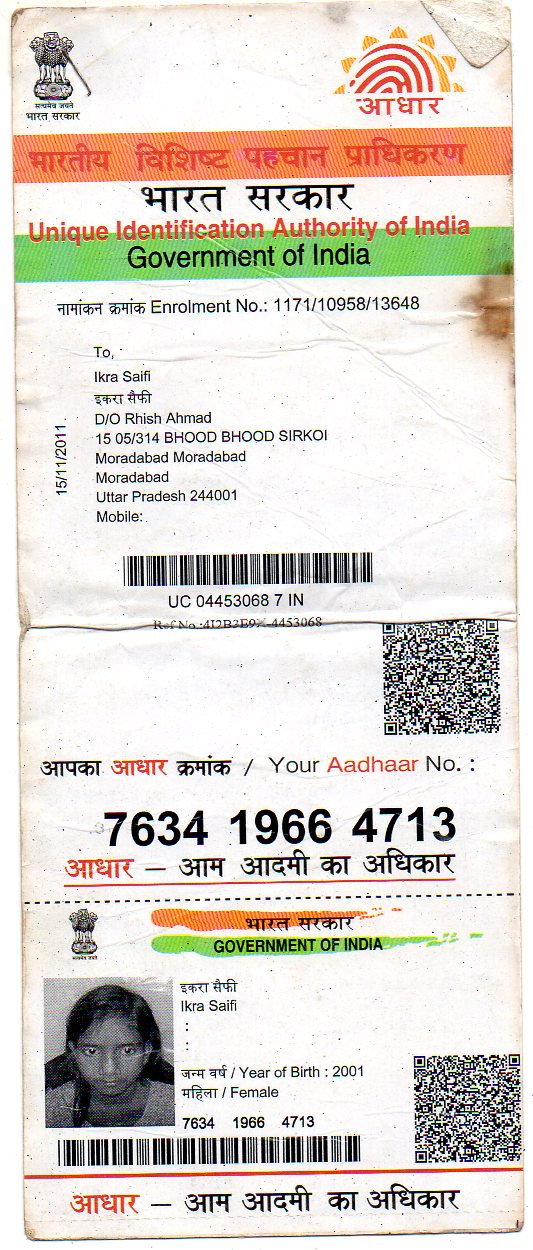 सत्यमेव जयते
भारत सरकार
आधार
भारतीय विशिष्ट पहचान प्राधिकरण
भारत सरकार
Unique Identification Authority of India
Government of India
नामांकन क्रमांक Enrolment No.: 1171/10958/13648
To,
Ikra Saifi
इकरा सैफी
D/O Rhish Ahmad
15 05/314 BHOOD BHOOD SIRKOI
Moradabad Moradabad
Moradabad
Uttar Pradesh 244001
Mobile:
15/11/2011
UC 04453068 7 IN
Ref No.:
आपका आधार क्रमांक / Your Aadhaar No. :
7634 1966 4713
आधार — आम आदमी का अधिकार
भारत सरकार
GOVERNMENT OF INDIA
इकरा सैफी
Ikra Saifi
:
:
जन्म वर्ष / Year of Birth : 2001
महिला / Female
7634 1966 4713
आधार — आम आदमी का अधिकार